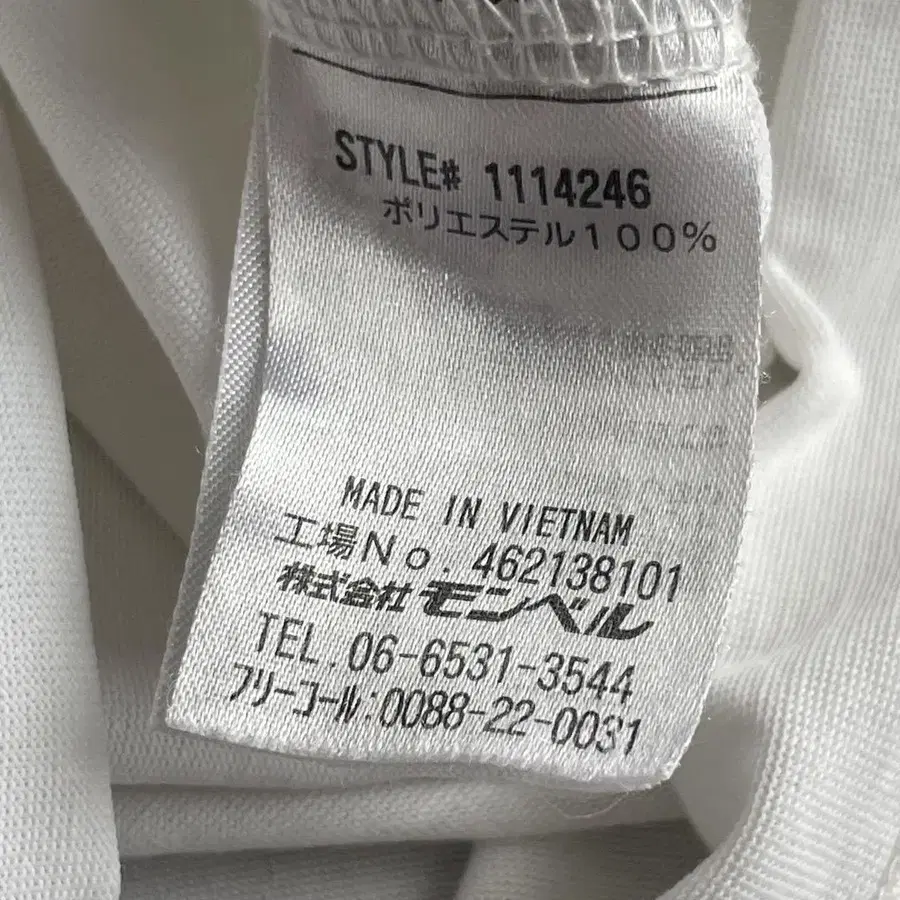 STYLE# 1114246
ポリエステル100%
MADE IN VIETNAM
工場No. 462138101
株式会社 モンベル
TEL. 06-6531-3544
フリーコール:0088-22-0031